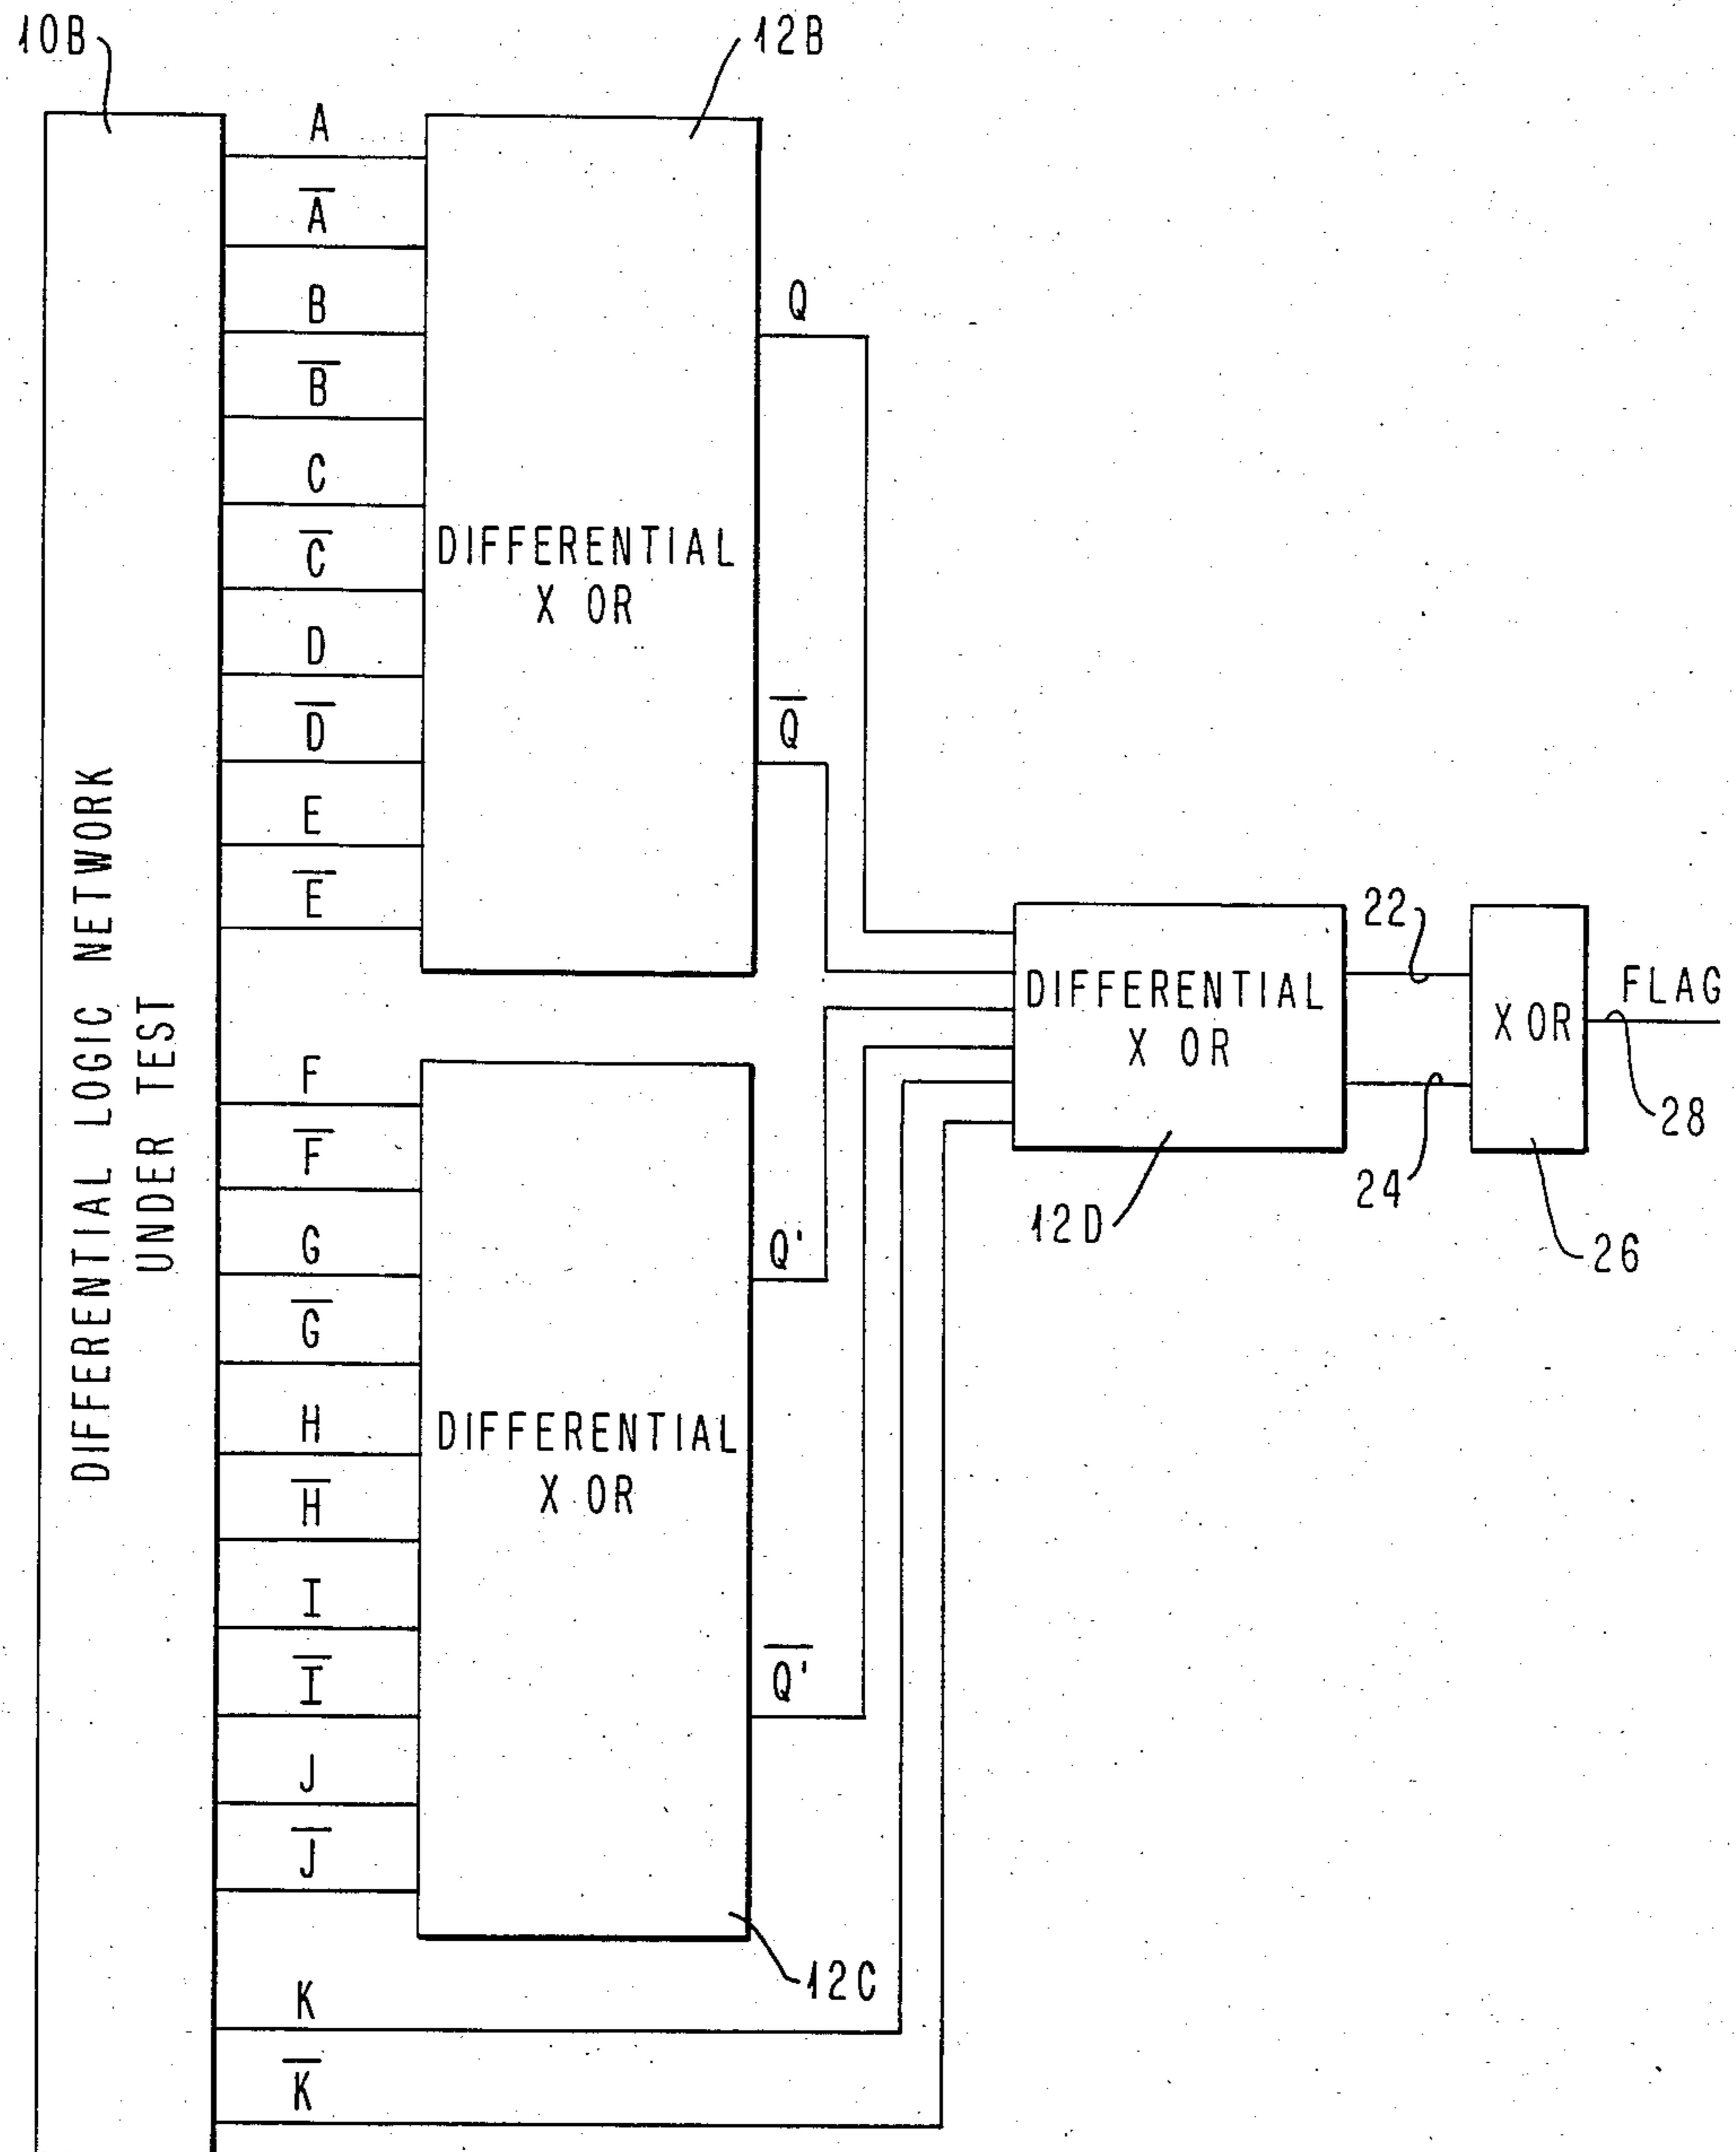 10B
12B
A
A̅
B
B̅
C
C̅
D
D̅
E
E̅
DIFFERENTIAL
X OR
Q
Q̅
DIFFERENTIAL LOGIC NETWORK
UNDER TEST
F
F̅
G
G̅
H
H̅
I
I̅
J
J̅
DIFFERENTIAL
X OR
Q'
Q̅'̅
12C
K
K̅
DIFFERENTIAL
X OR
12D
22
24
X OR
26
FLAG
28